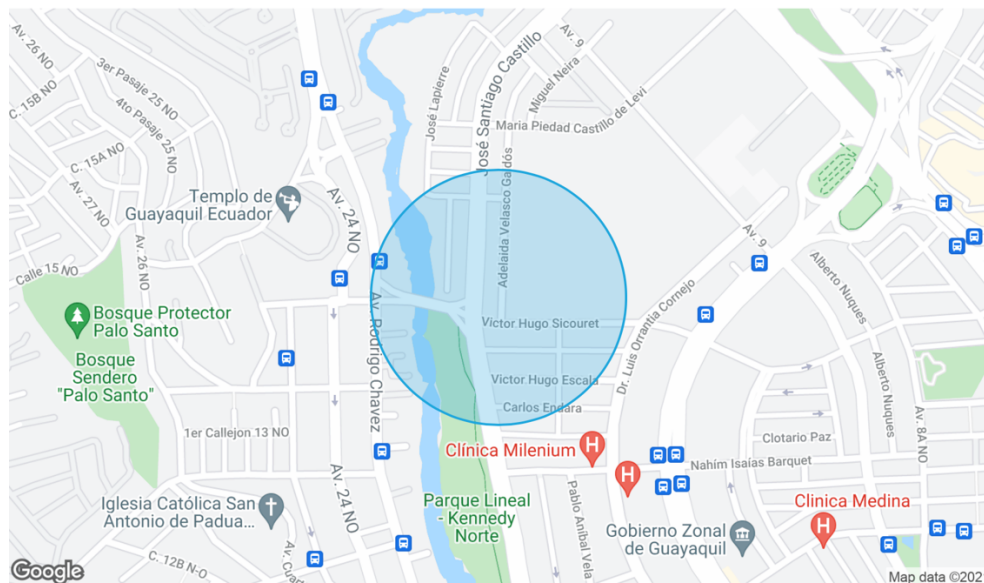 Av. 26 NO
C. 15B NO
3er Pasaje 25 NO
4to Pasaje 25 NO
C. 15A NO
Av. 27 NO
Av. 26 NO
Calle 15 NO
Templo de
Guayaquil Ecuador
Av. 24 NO
José Lapierre
José Santiago Castillo
Av. 9
Miguel Neira
Maria Piedad Castillo de Levi
Adelaida Velasco Galdós
Av. 9
Alberto Nuques
Bosque Protector
Palo Santo
Bosque
Sendero
"Palo Santo"
Av. Rodrigo Chavez
Victor Hugo Sicouret
Dr. Luis Orrantia Cornejo
Victor Hugo Escala
Carlos Endara
Alberto Nuques
Av. 8A NO
1er Callejon 13 NO
Clínica Milenium
H
H
Clotario Paz
Nahím Isaías Barquet
Av. 24 NO
Iglesia Católica San
Antonio de Padua...
Parque Lineal
- Kennedy
Norte
Pablo Aníbal Vela
Gobierno Zonal
de Guayaquil
Clinica Medina
H
C. 12B N-O
Av. Cuart
Google
Map data ©202